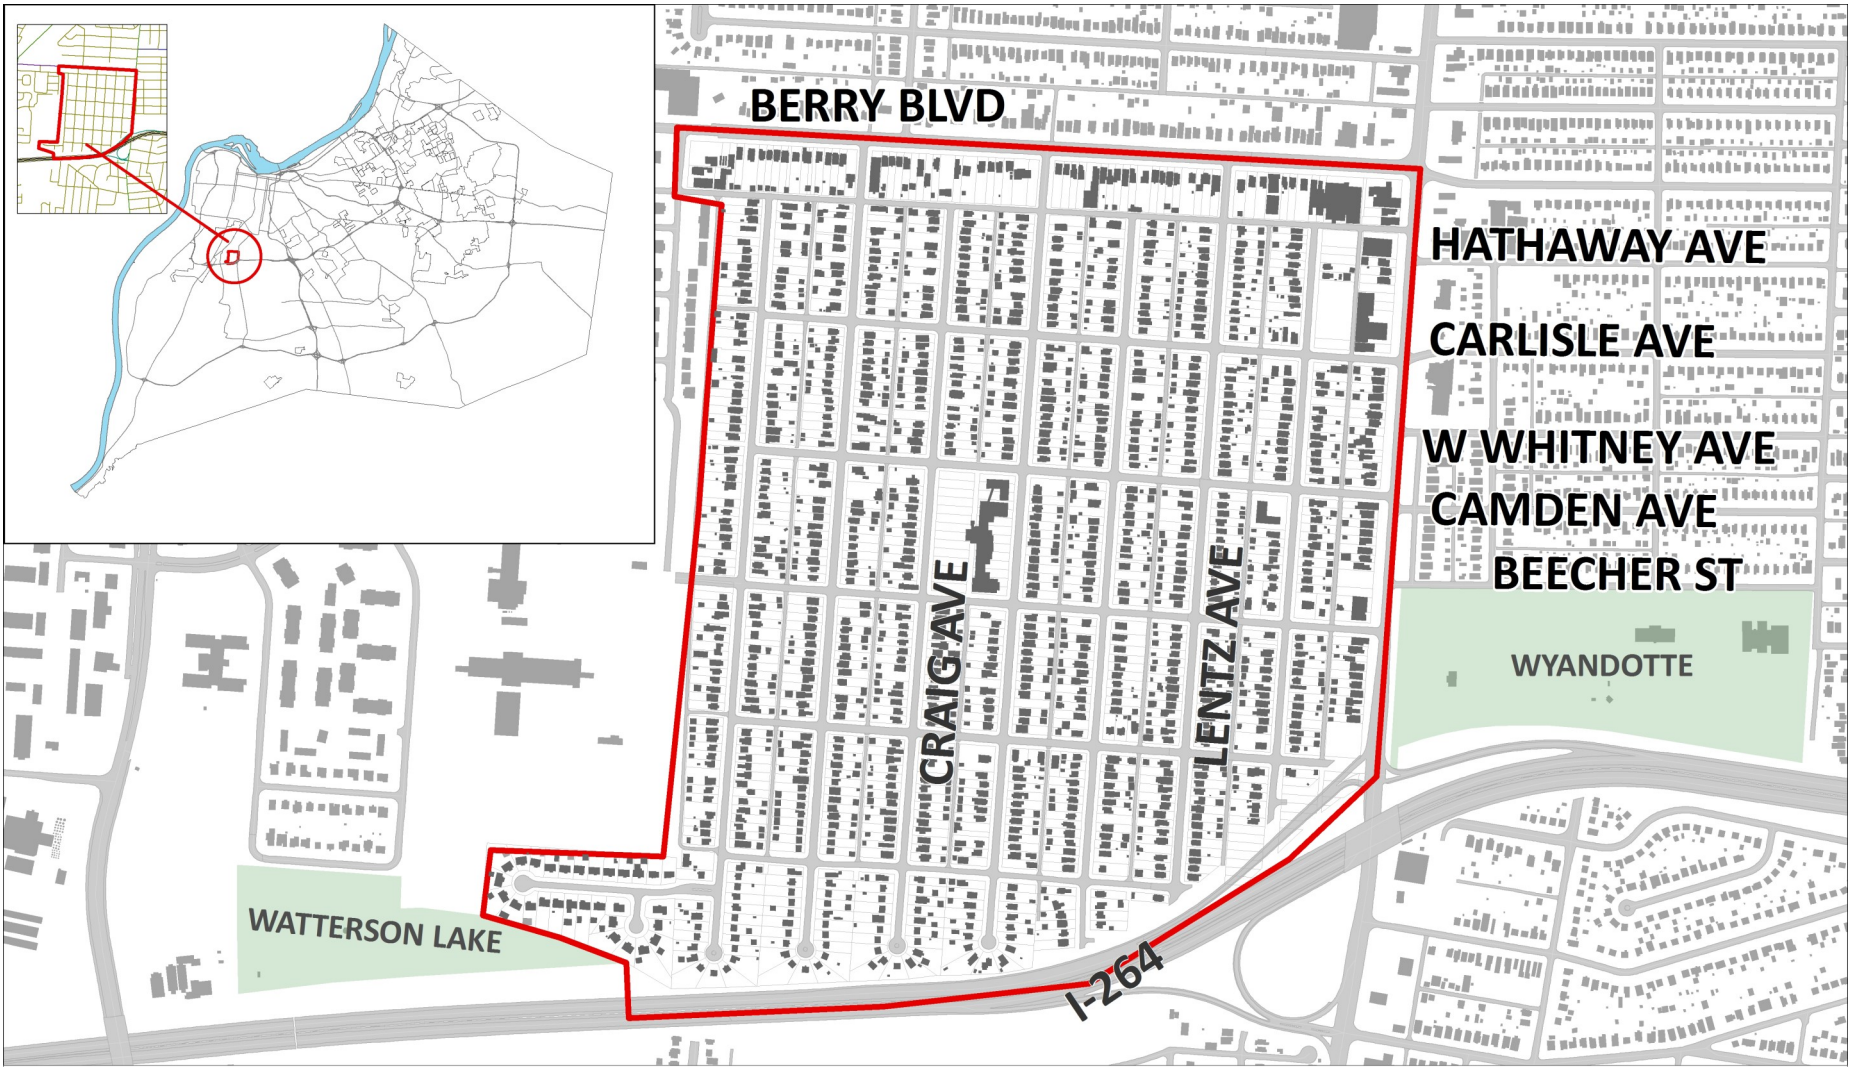 BERRY BLVD
HATHAWAY AVE
CARLISLE AVE
W WHITNEY AVE
CAMDEN AVE
BEECHER ST
CRAIG AVE
LENTZ AVE
WYANDOTTE
WATTERSON LAKE
I-264